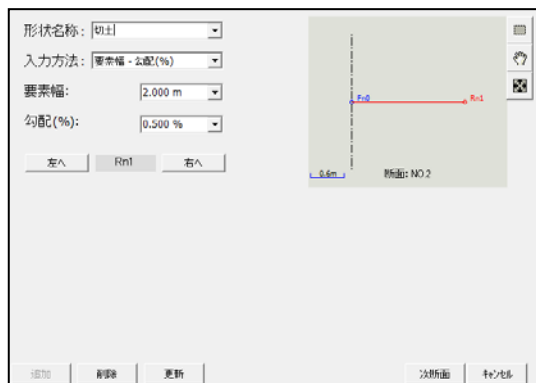 形状名称: 切土
入力方法: 要素幅 - 勾配(%)
要素幅: 2.000 m
勾配(%): 0.500 %
左へ Rn1 右へ
Fn0 Rn1
0.6m 断面: NO.2
追加 削除 更新 次断面 キャンセル